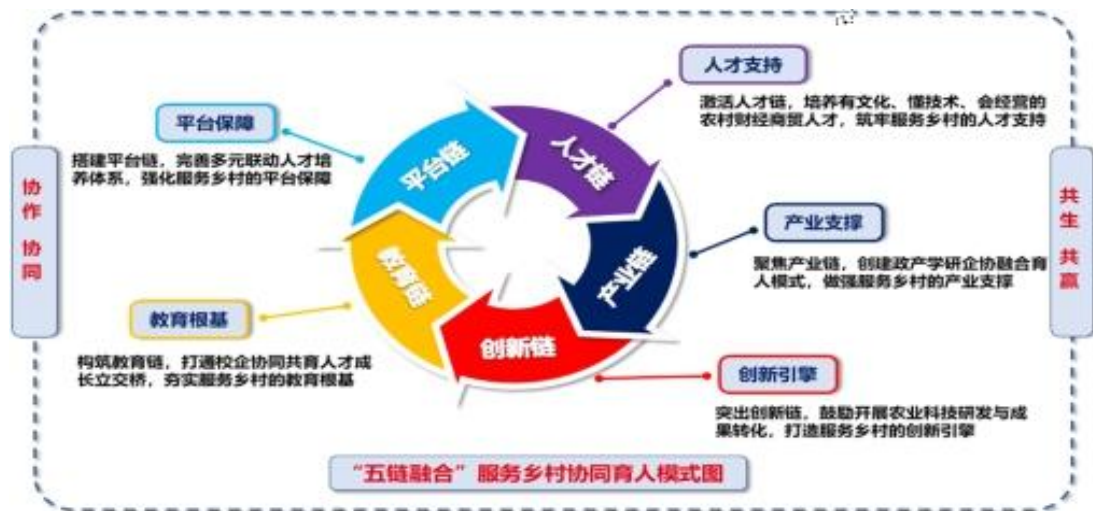 人才支持
激活人才链，培养有文化、懂技术、会经营的
农村财经商贸人才，筑牢服务乡村的人才支持
平台保障
搭建平台链，完善多元联动人才培
养体系，强化服务乡村的平台保障
平台链
人才链
协作 协同
共生 共赢
产业支撑
聚焦产业链，创建政产学研企协融合育
人模式，做强服务乡村的产业支撑
教育链
产业链
创新链
教育根基
构筑教育链，打通校企协同共育人才成
长立交桥，夯实服务乡村的教育根基
创新引擎
突出创新链，鼓励开展农业科技研发与成
果转化，打造服务乡村的创新引擎
“五链融合”服务乡村协同育人模式图